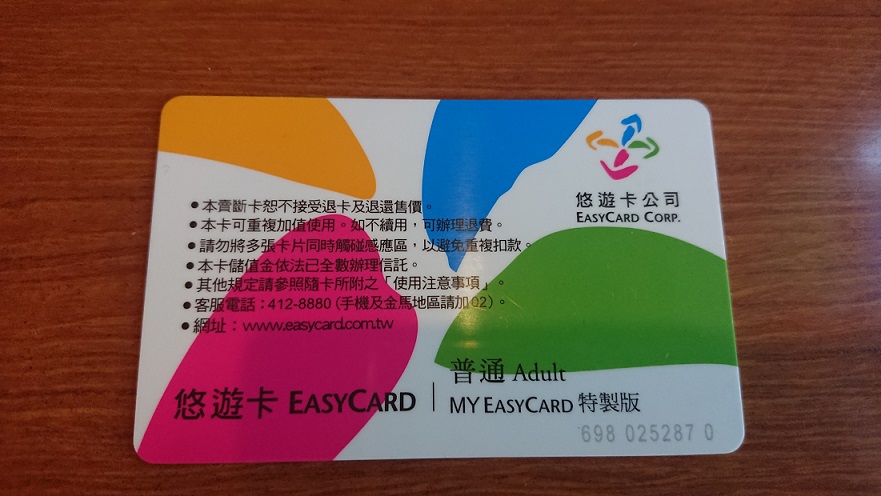 悠遊卡公司
EASYCARD CORP.
●本賣斷卡恕不接受退卡及退還售價。
●本卡可重複加值使用。如不續用，可辦理退費。
●請勿將多張卡片同時觸碰感應區，以避免重複扣款。
●本卡儲值金依法已全數辦理信託。
●其他規定請參照隨卡所附之「使用注意事項」。
●客服電話：412-8880 (手機及金馬地區請加02)。
●網址：www.easycard.com.tw
悠遊卡 EASYCARD
普通 Adult
MY EASYCARD 特製版
698 025287 0